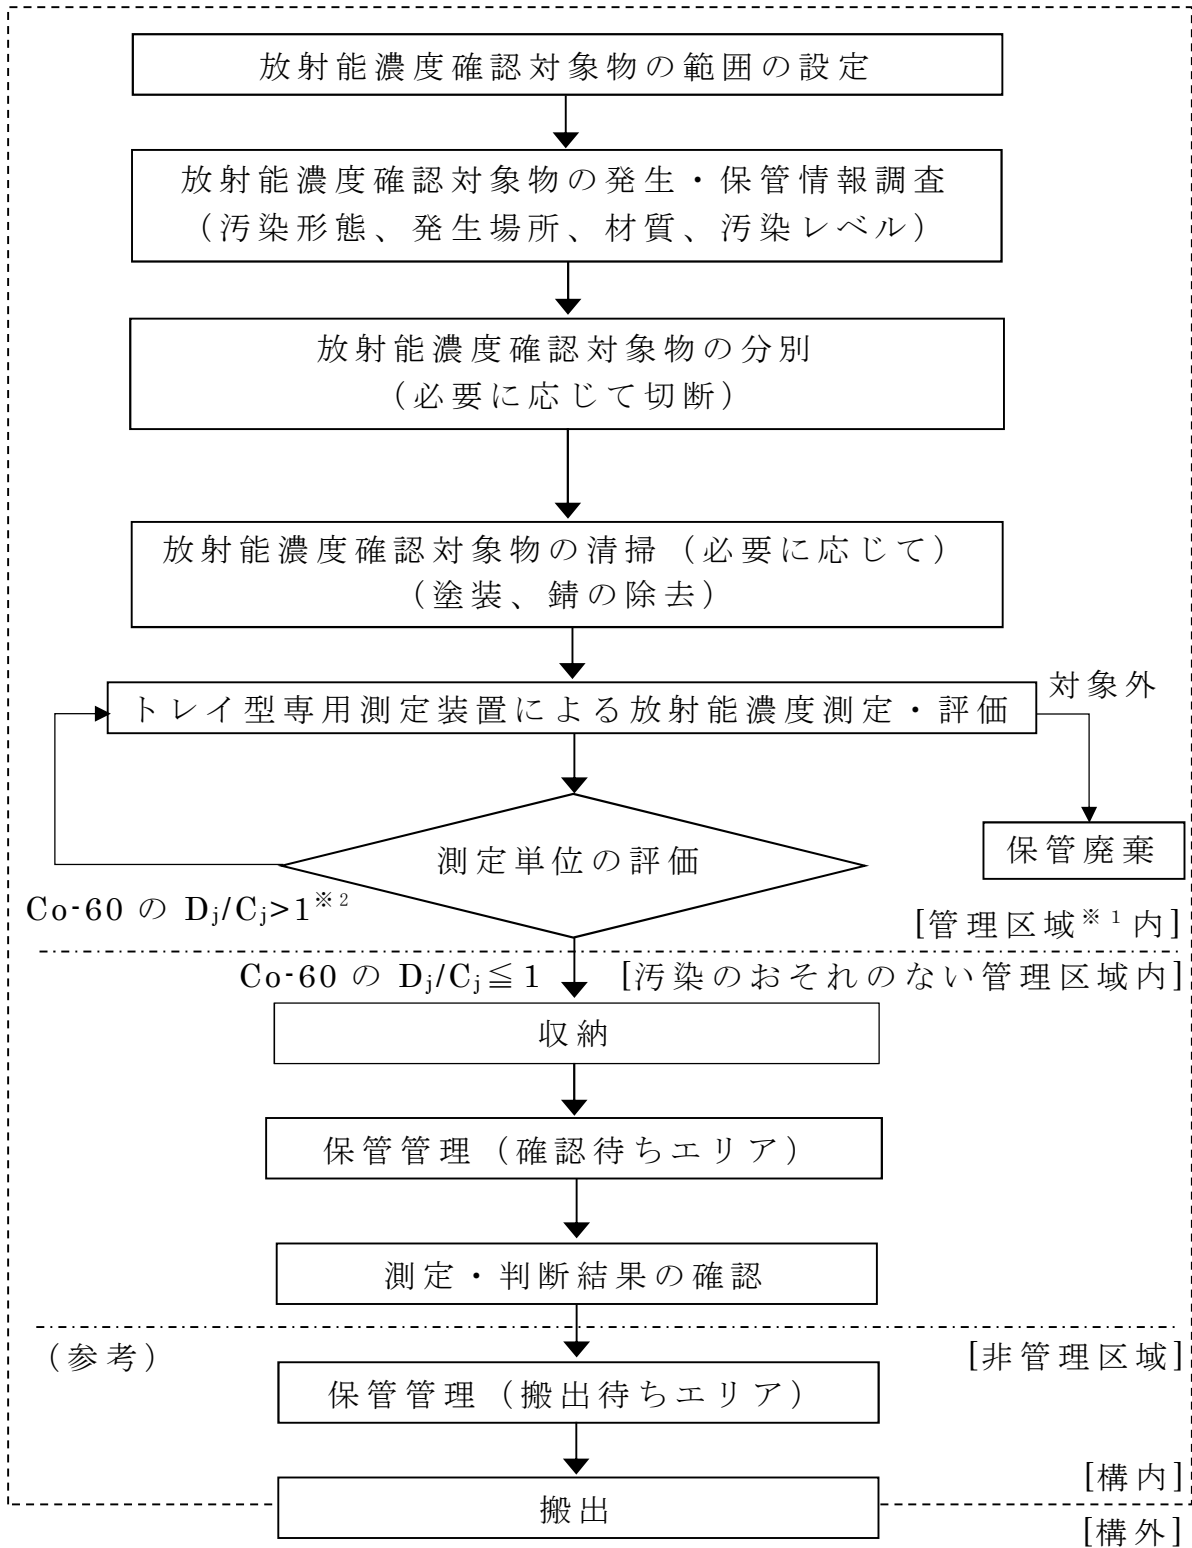 放射能濃度確認対象物の範囲の設定
放射能濃度確認対象物の発生・保管情報調査
（汚染形態、発生場所、材質、汚染レベル）
放射能濃度確認対象物の分別
（必要に応じて切断）
放射能濃度確認対象物の清掃（必要に応じて）
（塗装、錆の除去）
対象外
トレイ型専用測定装置による放射能濃度測定・評価
測定単位の評価
保管廃棄
Co-60 の Dj/Cj>1※2
[管理区域※1内]
Co-60 の Dj/Cj≦1
[汚染のおそれのない管理区域内]
収納
保管管理（確認待ちエリア）
測定・判断結果の確認
（参考）
[非管理区域]
保管管理（搬出待ちエリア）
[構内]
搬出
[構外]